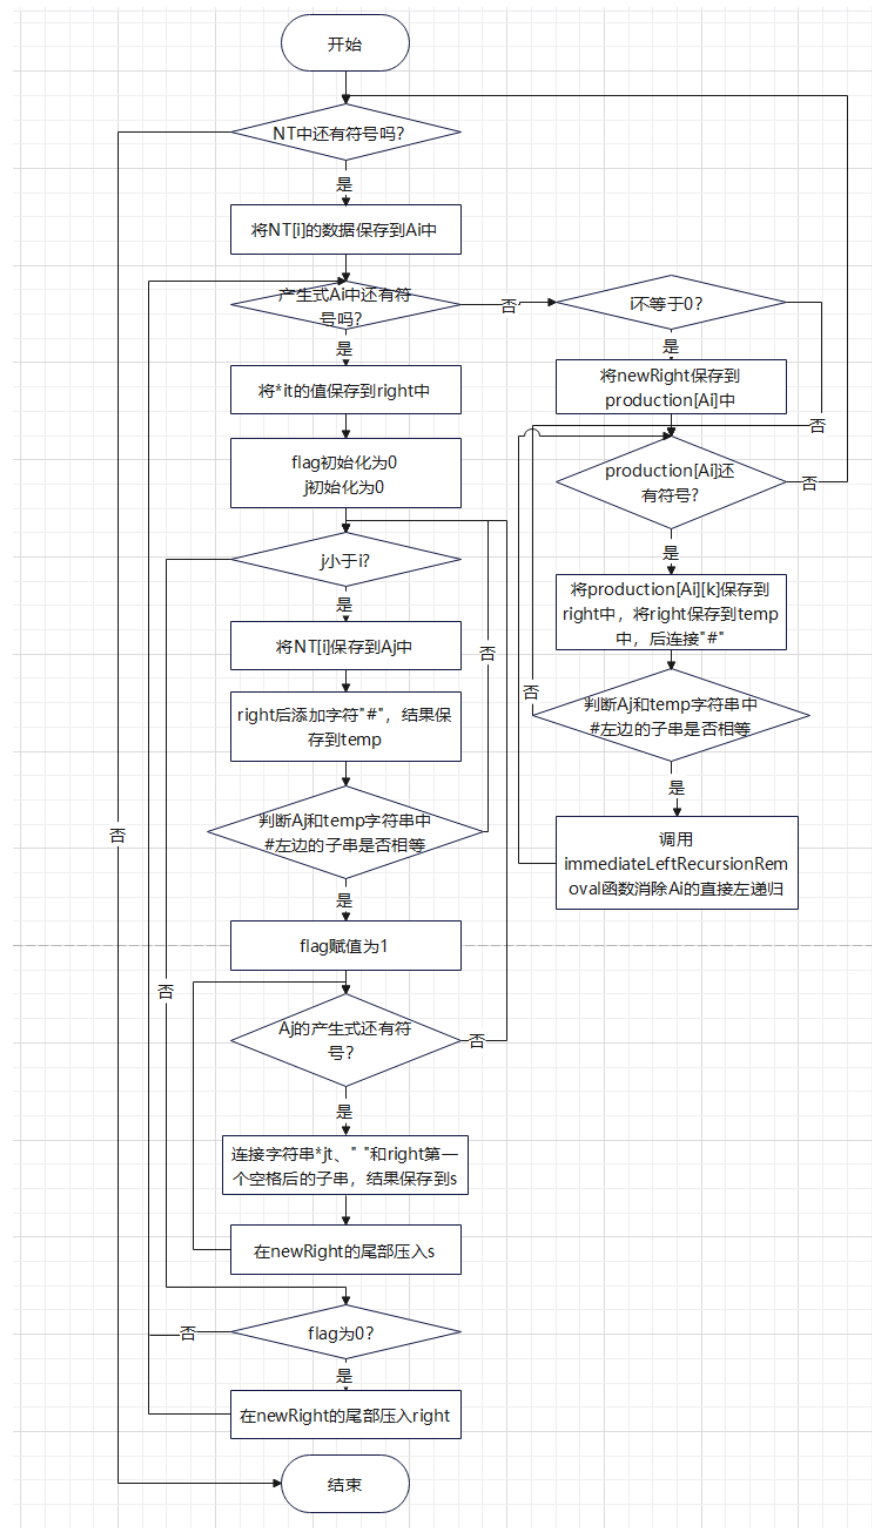 开始
NT中还有符号吗?
是
将NT[i]的数据保存到Ai中
产生式Ai中还有符
号吗?
否
i不等于0?
是
是
将*it的值保存到right中
将newRight保存到
production[Ai]中
否
flag初始化为0
j初始化为0
production[Ai]还
有符号?
否
j小于i?
是
是
将production[Ai][k]保存到
right中，将right保存到temp
中，后连接"#"
将NT[i]保存到Aj中
否
否
right后添加字符"#"，结果保
存到temp
判断Aj和temp字符串中
#左边的子串是否相等
是
判断Aj和temp字符串中
#左边的子串是否相等
否
调用
immediateLeftRecursionRem
oval函数消除Ai的直接左递归
是
flag赋值为1
否
Aj的产生式还有符
号?
否
是
连接字符串*jt、" "和right第一
个空格后的子串，结果保存到s
在newRight的尾部压入s
flag为0?
否
是
在newRight的尾部压入right
结束